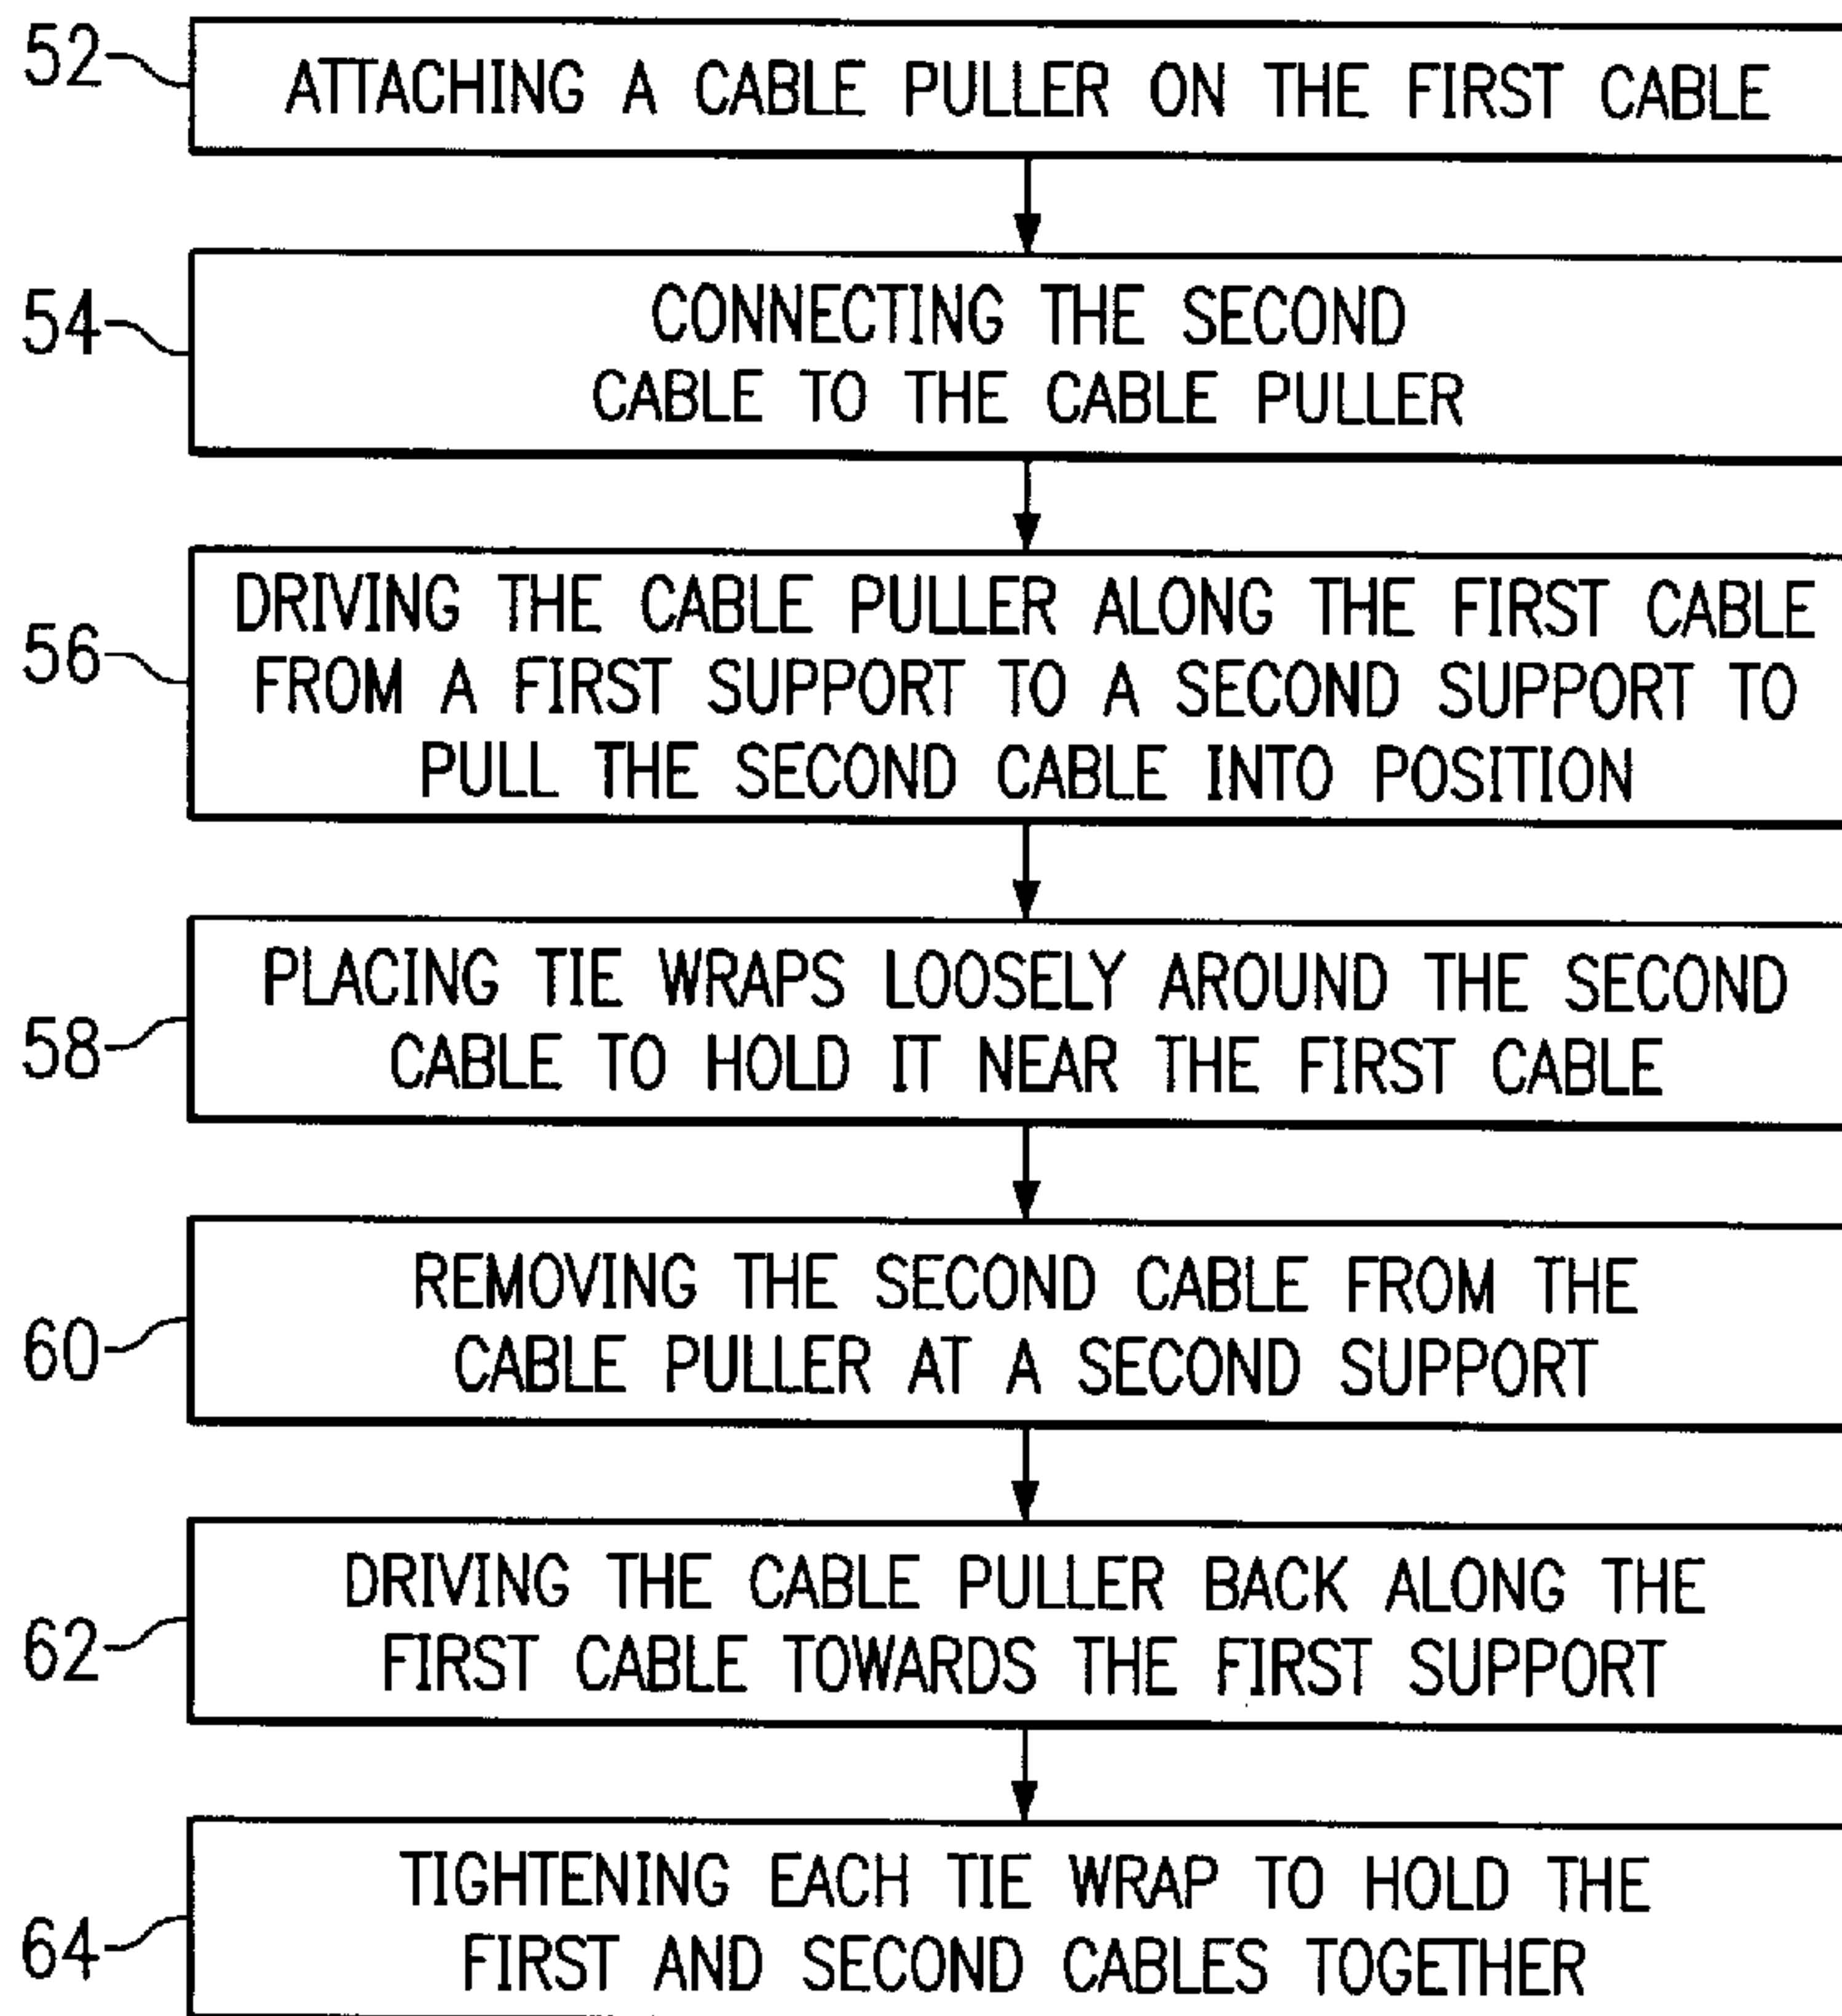 52
ATTACHING A CABLE PULLER ON THE FIRST CABLE
54
CONNECTING THE SECOND
CABLE TO THE CABLE PULLER
56
DRIVING THE CABLE PULLER ALONG THE FIRST CABLE
FROM A FIRST SUPPORT TO A SECOND SUPPORT TO
PULL THE SECOND CABLE INTO POSITION
58
PLACING TIE WRAPS LOOSELY AROUND THE SECOND
CABLE TO HOLD IT NEAR THE FIRST CABLE
60
REMOVING THE SECOND CABLE FROM THE
CABLE PULLER AT A SECOND SUPPORT
62
DRIVING THE CABLE PULLER BACK ALONG THE
FIRST CABLE TOWARDS THE FIRST SUPPORT
64
TIGHTENING EACH TIE WRAP TO HOLD THE
FIRST AND SECOND CABLES TOGETHER